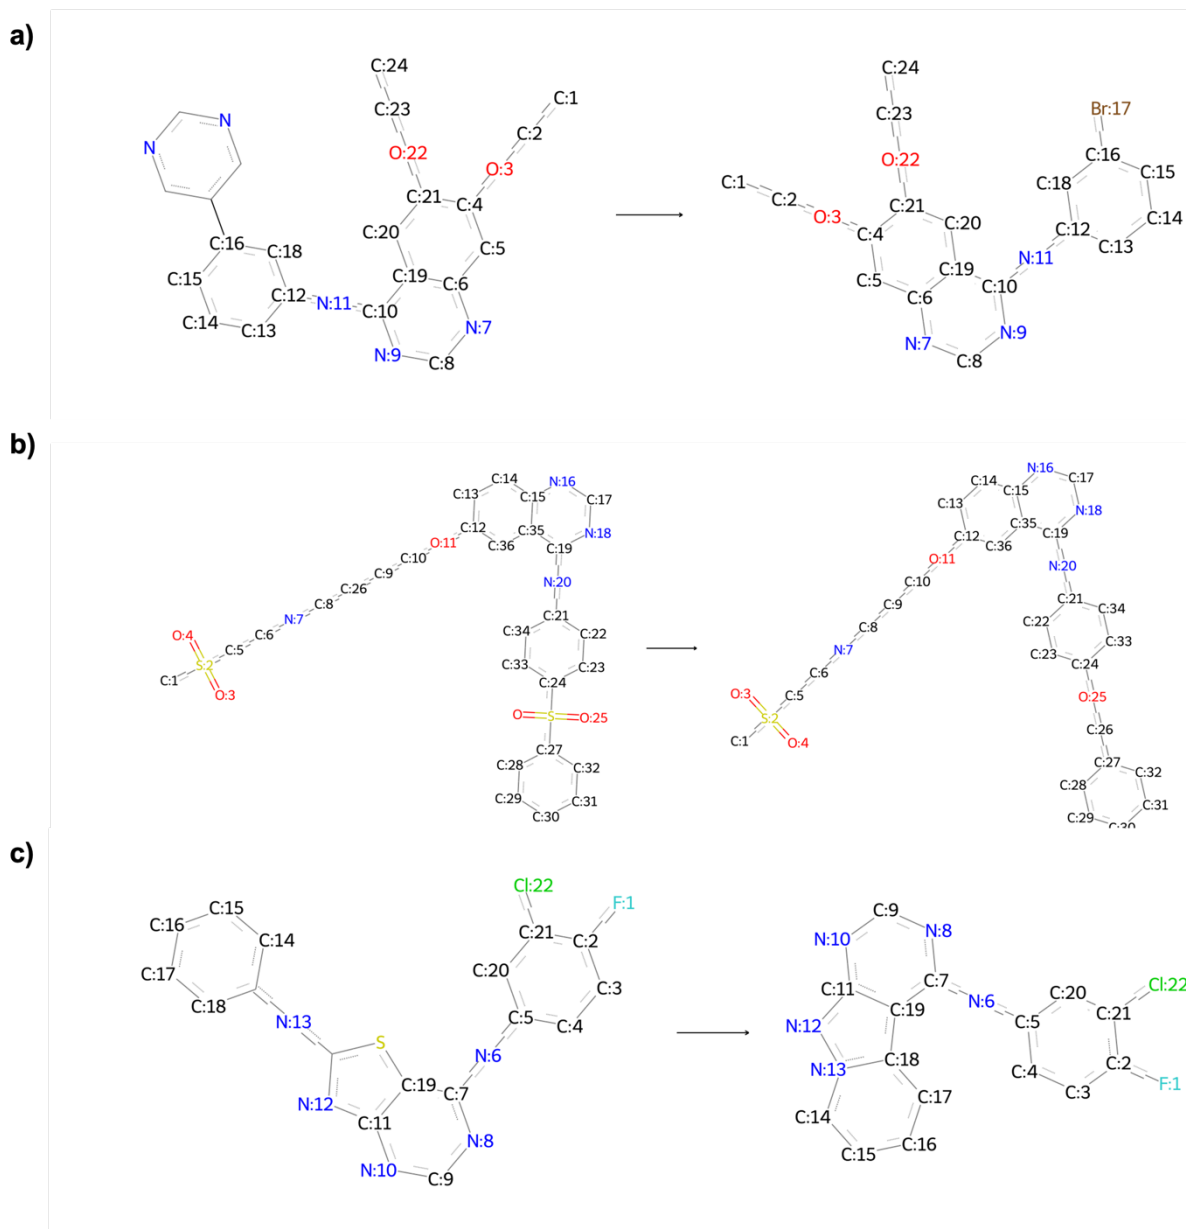 a)
C:24
C:23
O:22
C:1
C:2
O:3
N
N
C:21
C:4
C:20
C:5
C:16
C:18
C:19
C:6
C:15
C:12
N:11
C:10
N:7
C:14
C:13
N:9
C:8
C:24
C:23
O:22
Br:17
C:16
C:15
C:1
C:2
O:3
C:18
C:14
C:21
C:20
C:4
C:12
C:13
C:5
C:19
N:11
C:6
C:10
N:7
N:9
C:8
b)
C:14
N:16
C:13
C:15
C:17
C:12
C:35
N:18
O:11
C:36
C:19
C:10
C:9
C:26
C:8
N:7
C:6
C:5
O:4
S:2
C:1
O:3
N:20
C:21
C:34
C:22
C:33
C:23
C:24
O
S
O:25
C:27
C:28
C:32
C:29
C:31
C:30
N:16
C:14
C:15
C:17
C:13
N:18
C:35
C:12
C:19
C:36
O:11
N:20
C:10
C:9
C:8
N:7
C:6
C:5
O:3
S:2
C:1
O:4
C:21
C:34
C:22
C:33
C:23
C:24
O:25
C:26
C:27
C:32
C:28
C:31
C:29
C:30
c)
Cl:22
F:1
C:15
C:16
C:14
C:21
C:2
C:17
C:20
C:3
C:18
C:5
C:4
N:13
S
N:6
N:12
C:19
C:7
C:11
N:8
N:10
C:9
C:9
N:10
N:8
C:11
C:7
N:6
C:20
Cl:22
C:19
C:5
C:21
N:12
C:18
N:13
C:4
C:2
C:17
C:3
F:1
C:14
C:16
C:15